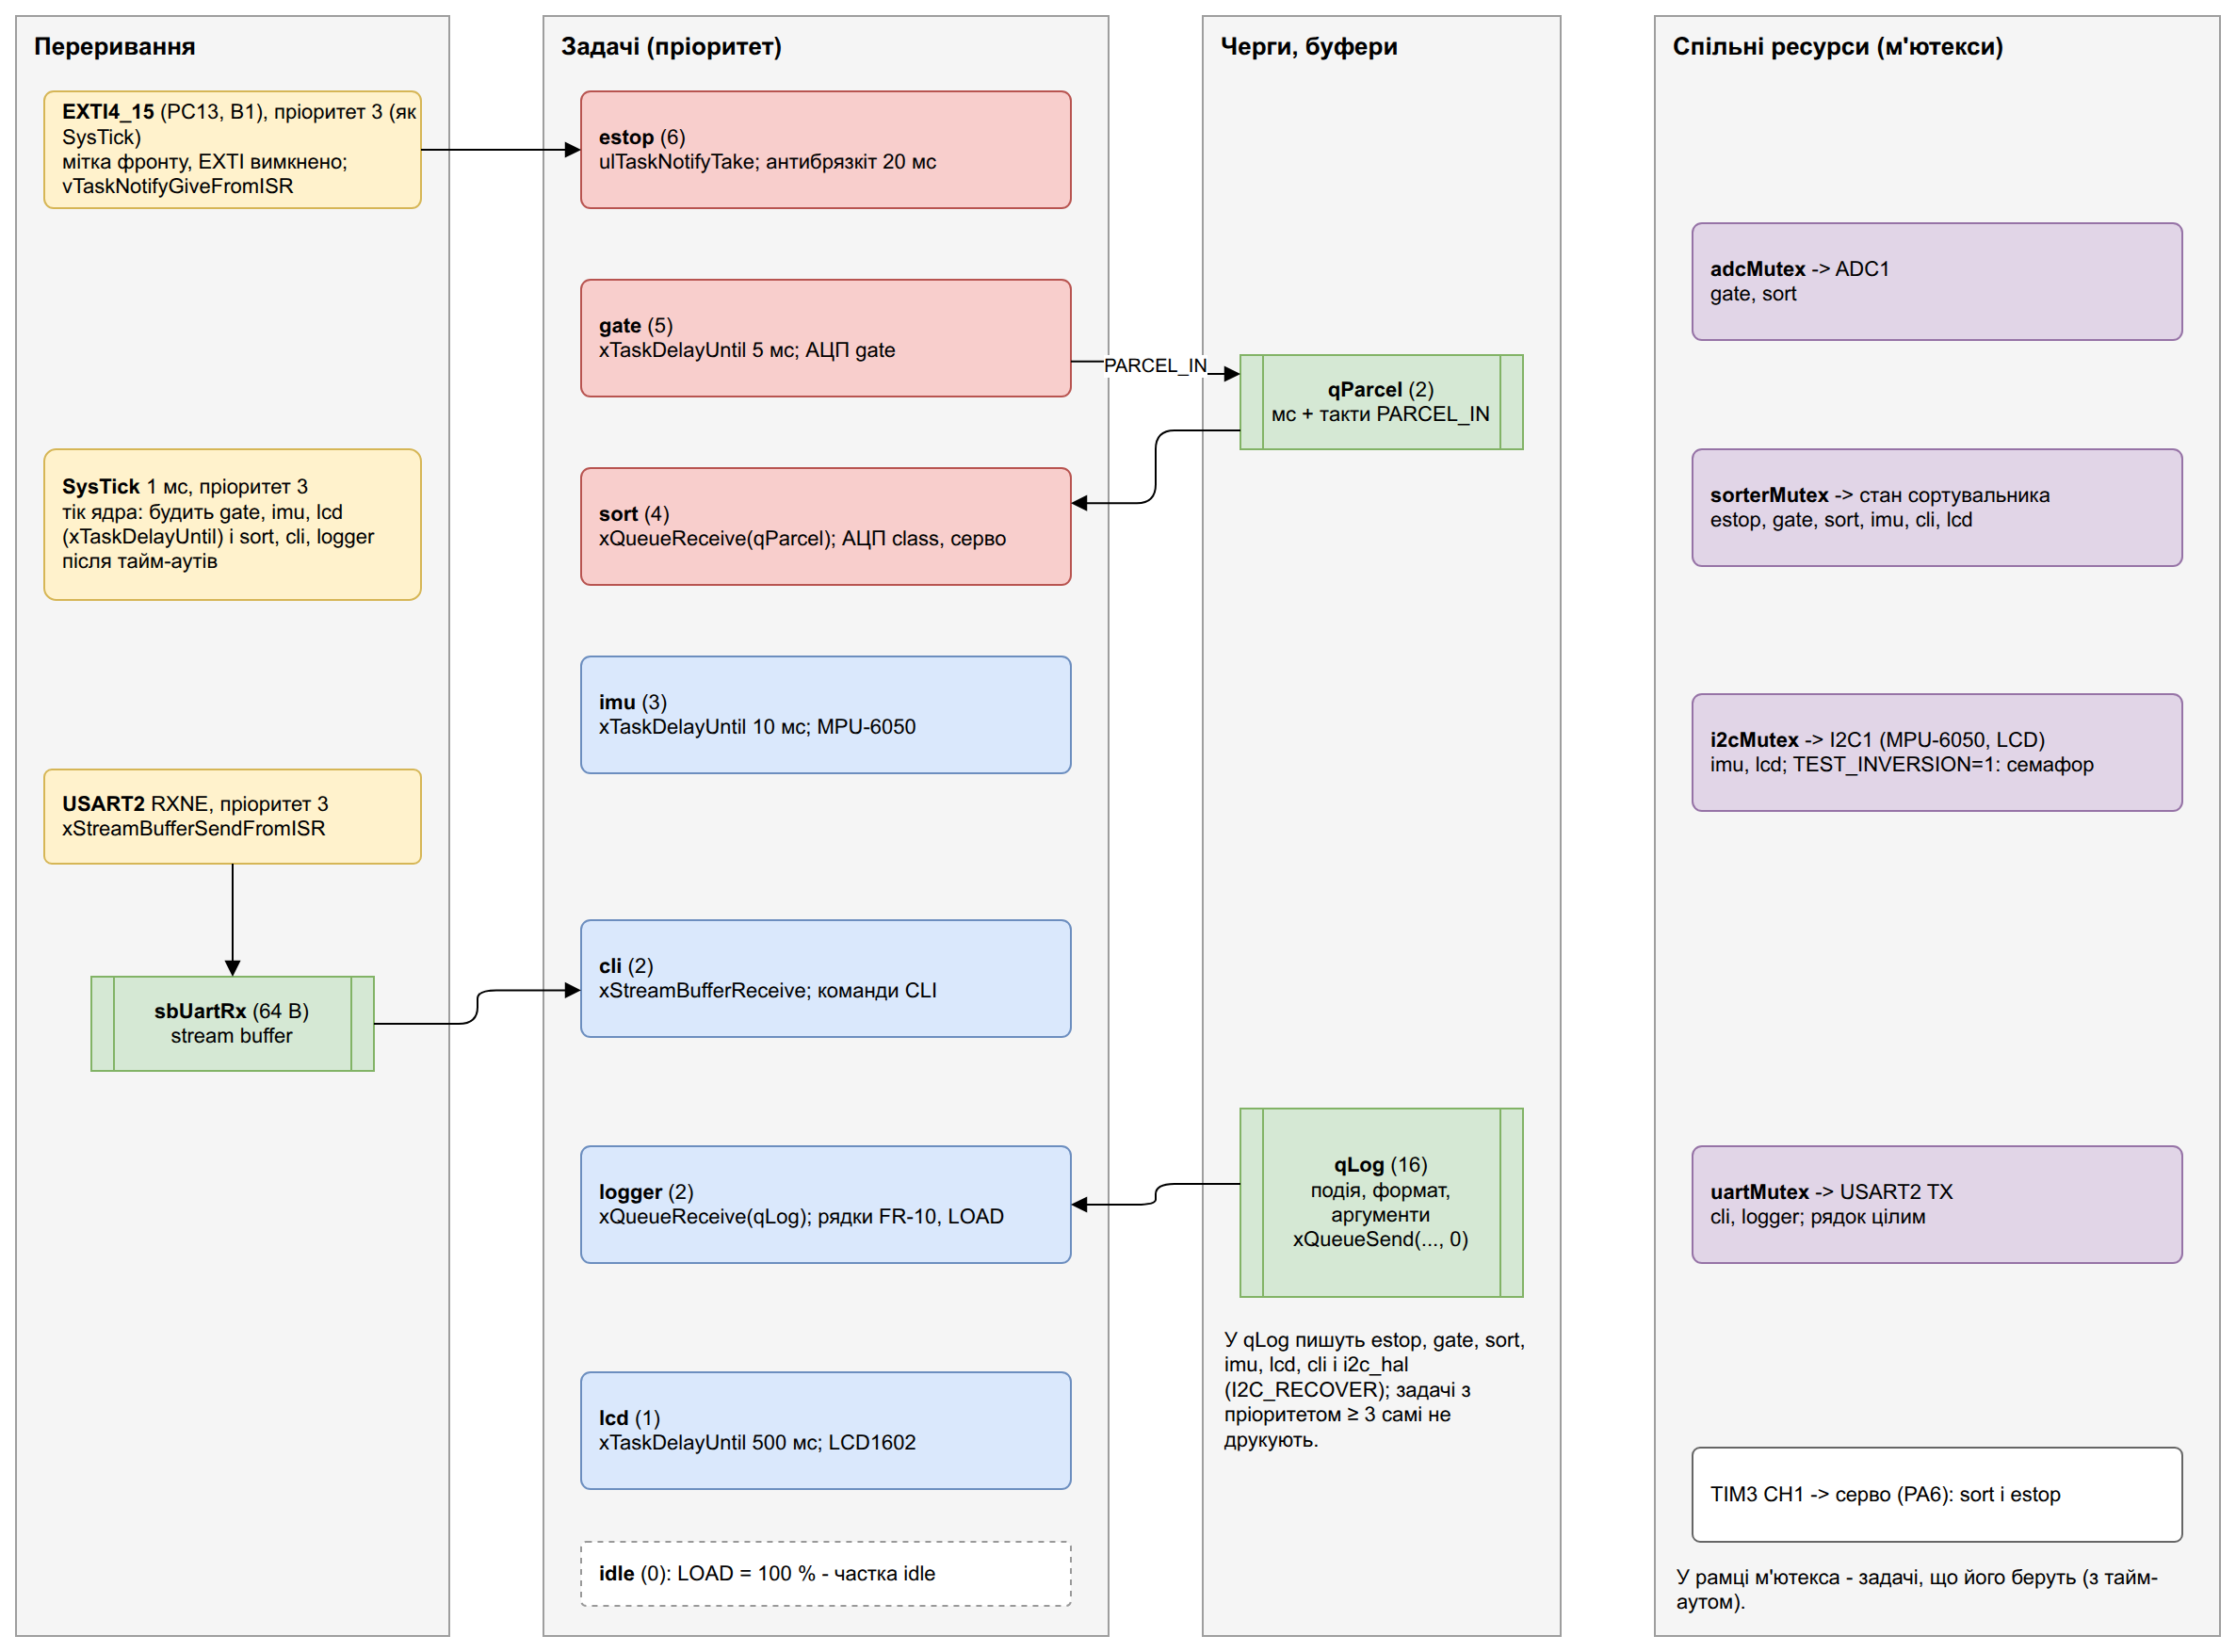 Переривання
EXTI4_15 (PC13, B1), пріоритет 3 (як
SysTick)
мітка фронту, EXTI вимкнено;
vTaskNotifyGiveFromISR
SysTick 1 мс, пріоритет 3
тік ядра: будить gate, imu, lcd
(xTaskDelayUntil) і sort, cli, logger
після тайм-аутів
USART2 RXNE, пріоритет 3
xStreamBufferSendFromISR
sbUartRx (64 B)
stream buffer
Задачі (пріоритет)
estop (6)
ulTaskNotifyTake; антибрязкіт 20 мс
gate (5)
xTaskDelayUntil 5 мс; АЦП gate
sort (4)
xQueueReceive(qParcel); АЦП class, серво
imu (3)
xTaskDelayUntil 10 мс; MPU-6050
cli (2)
xStreamBufferReceive; команди CLI
logger (2)
xQueueReceive(qLog); рядки FR-10, LOAD
lcd (1)
xTaskDelayUntil 500 мс; LCD1602
idle (0): LOAD = 100 % - частка idle
PARCEL_IN
Черги, буфери
qParcel (2)
мс + такти PARCEL_IN
qLog (16)
подія, формат,
аргументи
xQueueSend(..., 0)
У qLog пишуть estop, gate, sort,
imu, lcd, cli і i2c_hal
(I2C_RECOVER); задачі з
пріоритетом ≥ 3 самі не
друкують.
Спільні ресурси (м'ютекси)
adcMutex -> ADC1
gate, sort
sorterMutex -> стан сортувальника
estop, gate, sort, imu, cli, lcd
i2cMutex -> I2C1 (MPU-6050, LCD)
imu, lcd; TEST_INVERSION=1: семафор
uartMutex -> USART2 TX
cli, logger; рядок цілим
TIM3 CH1 -> серво (PA6): sort і estop
У рамці м'ютекса - задачі, що його беруть (з тайм-
аутом).